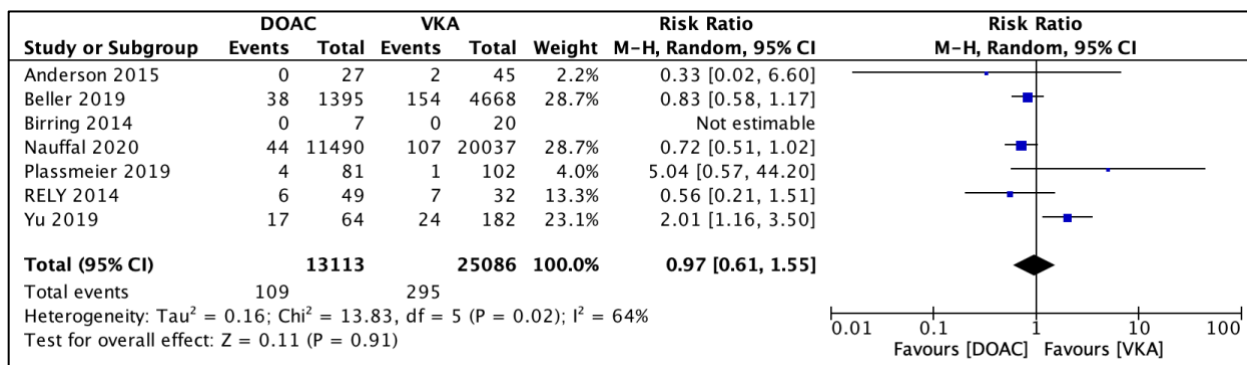 DOAC VKA Risk Ratio Risk Ratio
Study or Subgroup Events Total Events Total Weight M-H, Random, 95% CI M-H, Random, 95% CI
Anderson 2015 0 27 2 45 2.2% 0.33 [0.02, 6.60]
Beller 2019 38 1395 154 4668 28.7% 0.83 [0.58, 1.17]
Birring 2014 0 7 0 20 Not estimable
Nauffal 2020 44 11490 107 20037 28.7% 0.72 [0.51, 1.02]
Plassmeier 2019 4 81 1 102 4.0% 5.04 [0.57, 44.20]
RELY 2014 6 49 7 32 13.3% 0.56 [0.21, 1.51]
Yu 2019 17 64 24 182 23.1% 2.01 [1.16, 3.50]
Total (95% CI) 13113 25086 100.0% 0.97 [0.61, 1.55]
Total events 109 295
Heterogeneity: Tau² = 0.16; Chi² = 13.83, df = 5 (P = 0.02); I² = 64%
Test for overall effect: Z = 0.11 (P = 0.91)
0.01 0.1 1 10 100
Favours [DOAC] Favours [VKA]